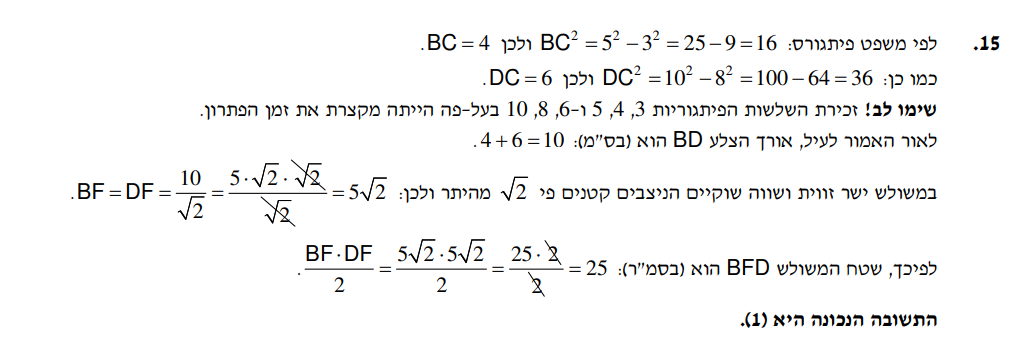 15. לפי משפט פיתגורס: BC² = 5² − 3² = 25 − 9 = 16 ולכן BC = 4.
כמו כן: DC² = 10² − 8² = 100 − 64 = 36 ולכן DC = 6.
שימו לב! זכירת השלשות הפיתגוריות 3, 4, 5 ו-6, 8, 10 בעל-פה הייתה מקצרת את זמן הפתרון.
לאור האמור לעיל, אורך הצלע BD הוא (בס"מ): 4 + 6 = 10.
במשולש ישר זווית ושווה שוקיים הניצבים קטנים פי √2 מהיתר ולכן: BF = DF = 10/√2 = (5·√2·√2)/√2 = 5√2.
לפיכך, שטח המשולש BFD הוא (בסמ"ר): (BF·DF)/2 = (5√2·5√2)/2 = (25·2)/2 = 25.
התשובה הנכונה היא (1).